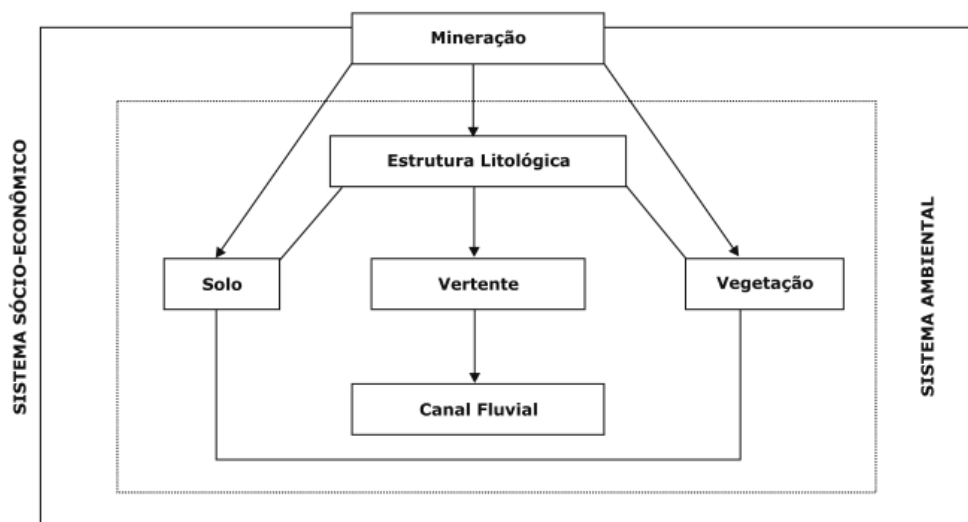 Mineração
Estrutura Litológica
Solo
Vertente
Vegetação
Canal Fluvial
SISTEMA SÓCIO-ECONÔMICO
SISTEMA AMBIENTAL